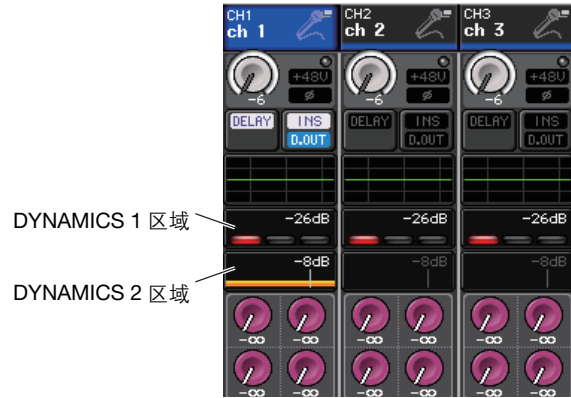 CH1 CH2 CH3
ch 1 ch 2 ch 3
+48V +48V +48V
-6 ø -6 ø -6 ø
DELAY INS DELAY INS DELAY INS
D.OUT D.OUT D.OUT
DYNAMICS 1 区域 -26dB -26dB -26dB
DYNAMICS 2 区域 -8dB -8dB -8dB
-∞ -∞ -∞ -∞ -∞ -∞
-∞ -∞ -∞ -∞ -∞ -∞